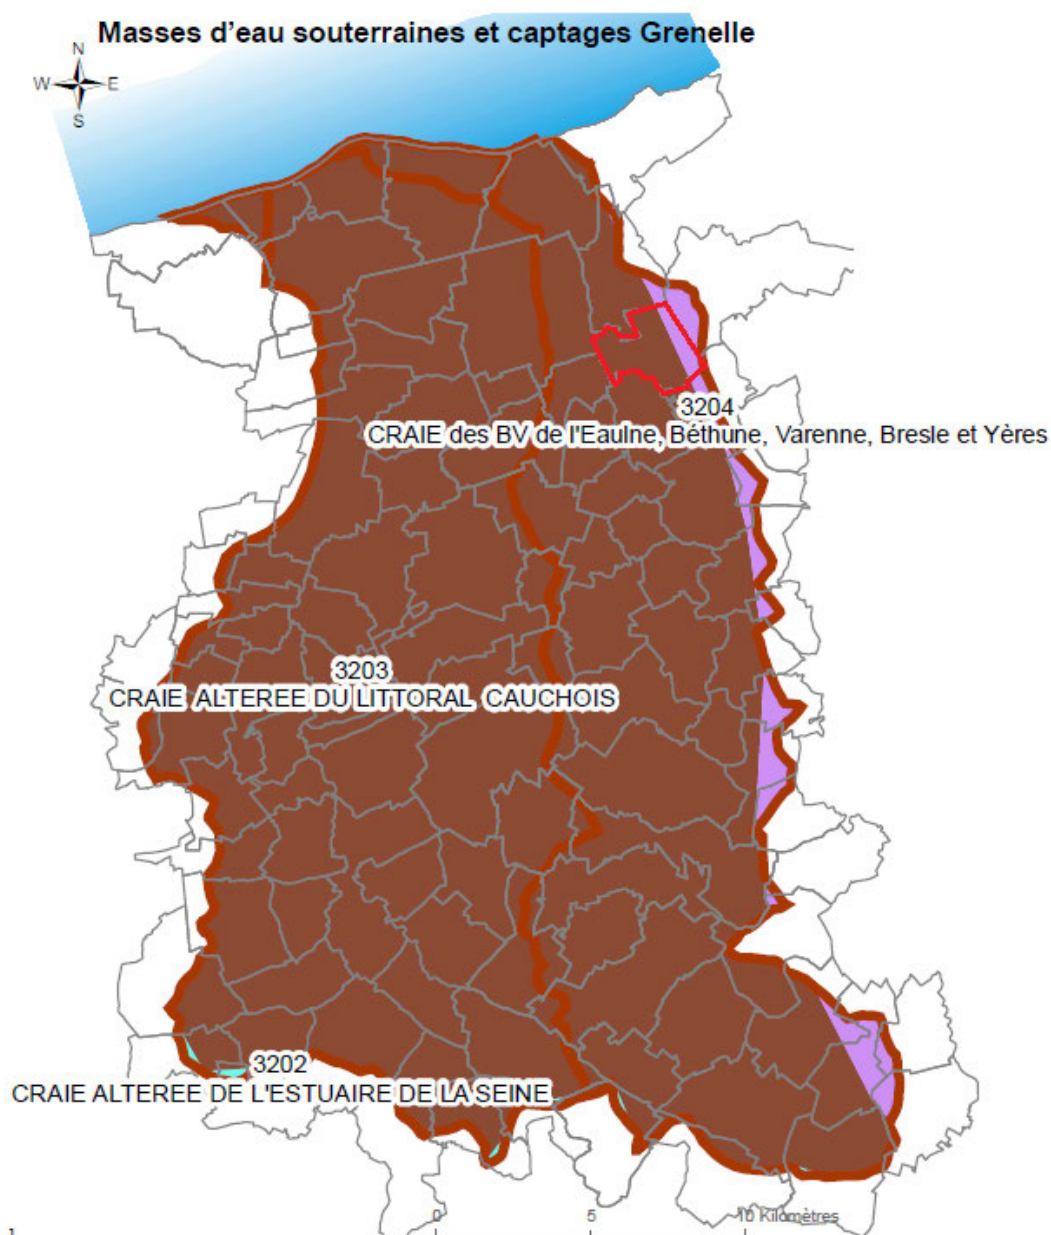 Masses d'eau souterraines et captages Grenelle
N
W E
S
3204
CRAIE des BV de l'Eaulne, Béthune, Varenne, Bresle et Yères
3203
CRAIE ALTEREE DU LITTORAL CAUCHOIS
3202
CRAIE ALTEREE DE L'ESTUAIRE DE LA SEINE
0 5 10 Kilomètres